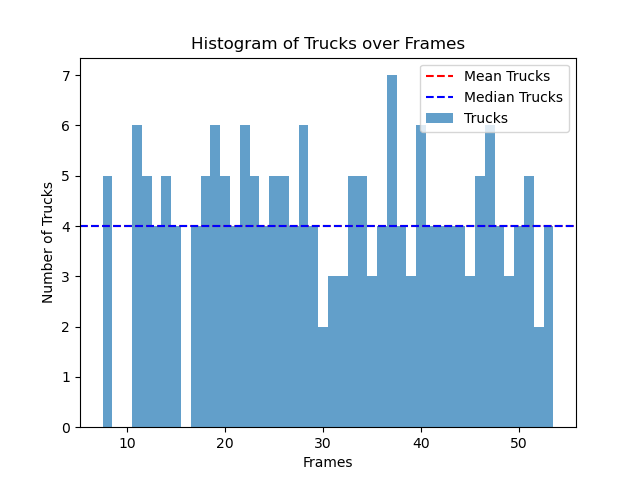 Histogram of Trucks over Frames
7
6
5
4
3
2
1
0
Number of Trucks
Mean Trucks
Median Trucks
Trucks
10 20 30 40 50
Frames